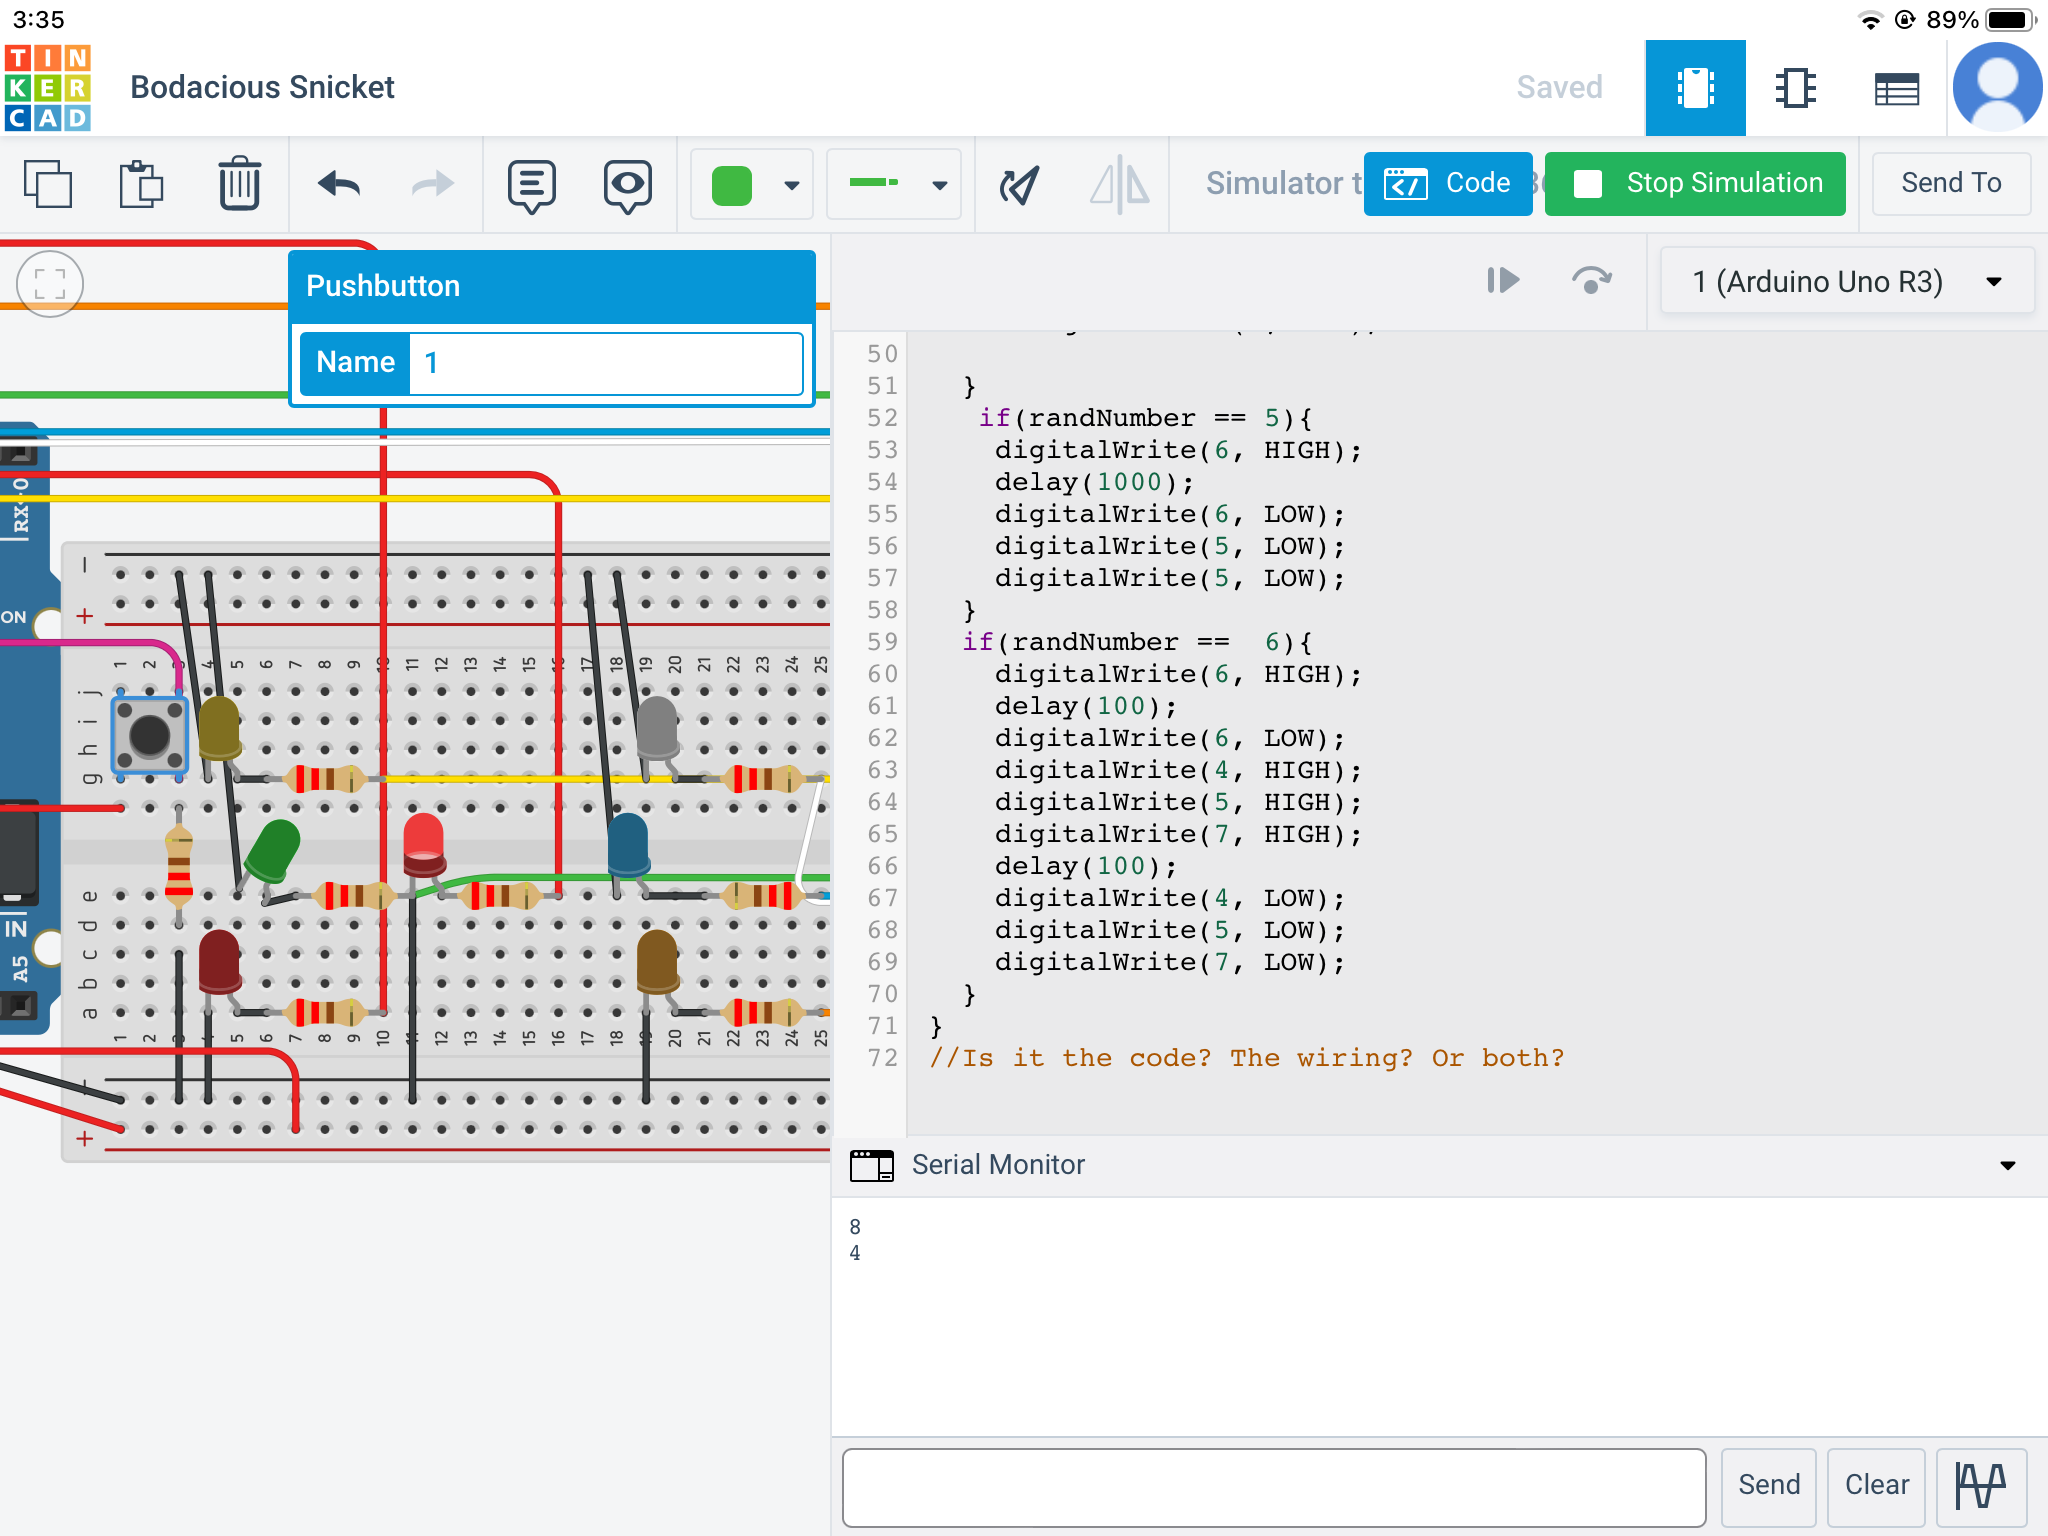 3:35
89%
TIN
KER
CAD
Bodacious Snicket
Saved
Simulator t
Code
Stop Simulation
Send To
Pushbutton
Name 1
1 (Arduino Uno R3)
50
51 }
52 if(randNumber == 5){
53 digitalWrite(6, HIGH);
54 delay(1000);
55 digitalWrite(6, LOW);
56 digitalWrite(5, LOW);
57 digitalWrite(5, LOW);
58 }
59 if(randNumber ==  6){
60 digitalWrite(6, HIGH);
61 delay(100);
62 digitalWrite(6, LOW);
63 digitalWrite(4, HIGH);
64 digitalWrite(5, HIGH);
65 digitalWrite(7, HIGH);
66 delay(100);
67 digitalWrite(4, LOW);
68 digitalWrite(5, LOW);
69 digitalWrite(7, LOW);
70 }
71 }
72 //Is it the code? The wiring? Or both?
RX
0
ON
IN
A5
1 2 3 4 5 6 7 8 9 10 11 12 13 14 15 16 17 18 19 20 21 22 23 24 25
j
i
h
g
e
d
c
b
a
1 2 3 4 5 6 7 8 9 10 11 12 13 14 15 16 17 18 19 20 21 22 23 24 25
Serial Monitor
8
4
Send
Clear